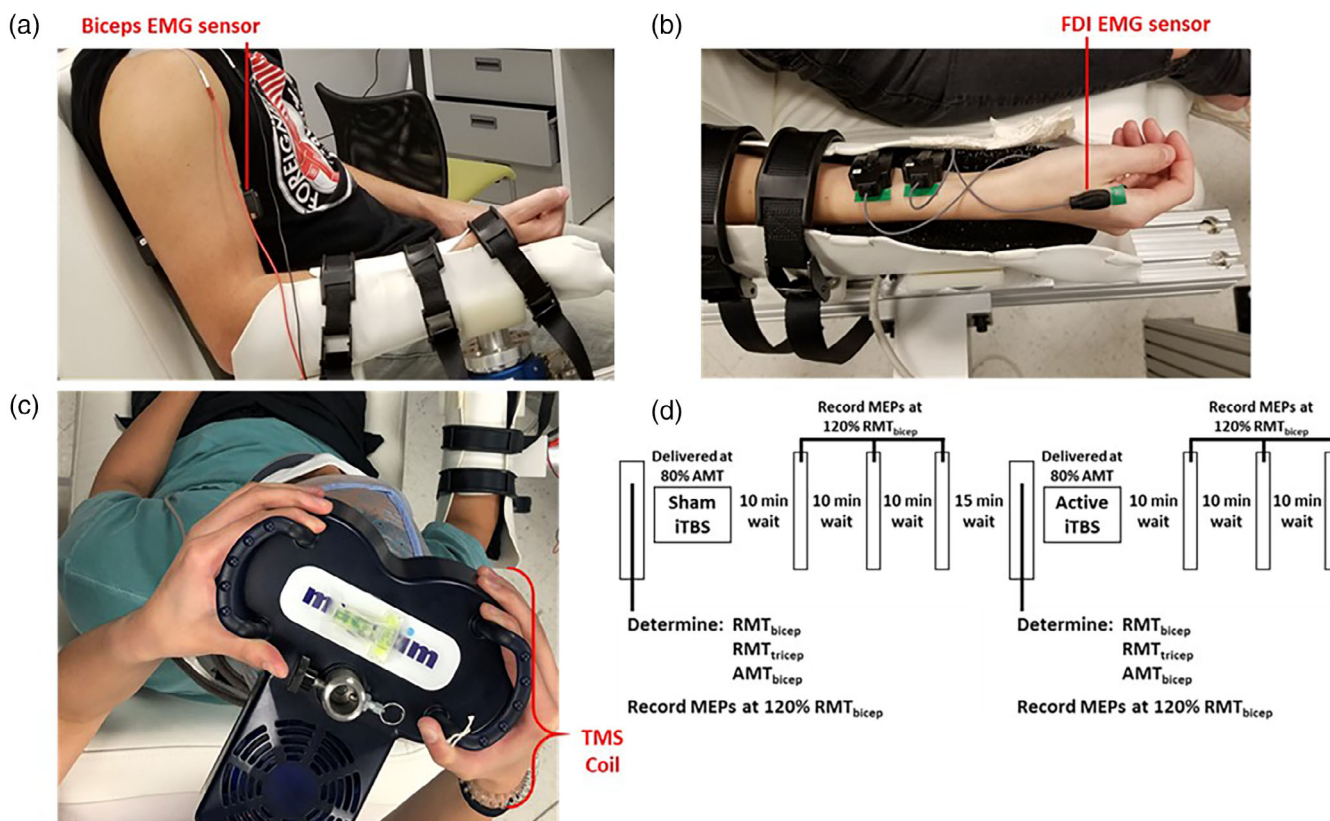 (a)
Biceps EMG sensor
(b)
FDI EMG sensor
(c)
TMS
Coil
(d)
Record MEPs at
120% RMTbicep
Delivered at
80% AMT
Sham
iTBS
10 min
wait
10 min
wait
10 min
wait
15 min
wait
Determine: RMTbicep
RMTtricep
AMTbicep
Record MEPs at 120% RMTbicep
Record MEPs at
120% RMTbicep
Delivered at
80% AMT
Active
iTBS
10 min
wait
10 min
wait
10 min
wait
Determine: RMTbicep
RMTtricep
AMTbicep
Record MEPs at 120% RMTbicep